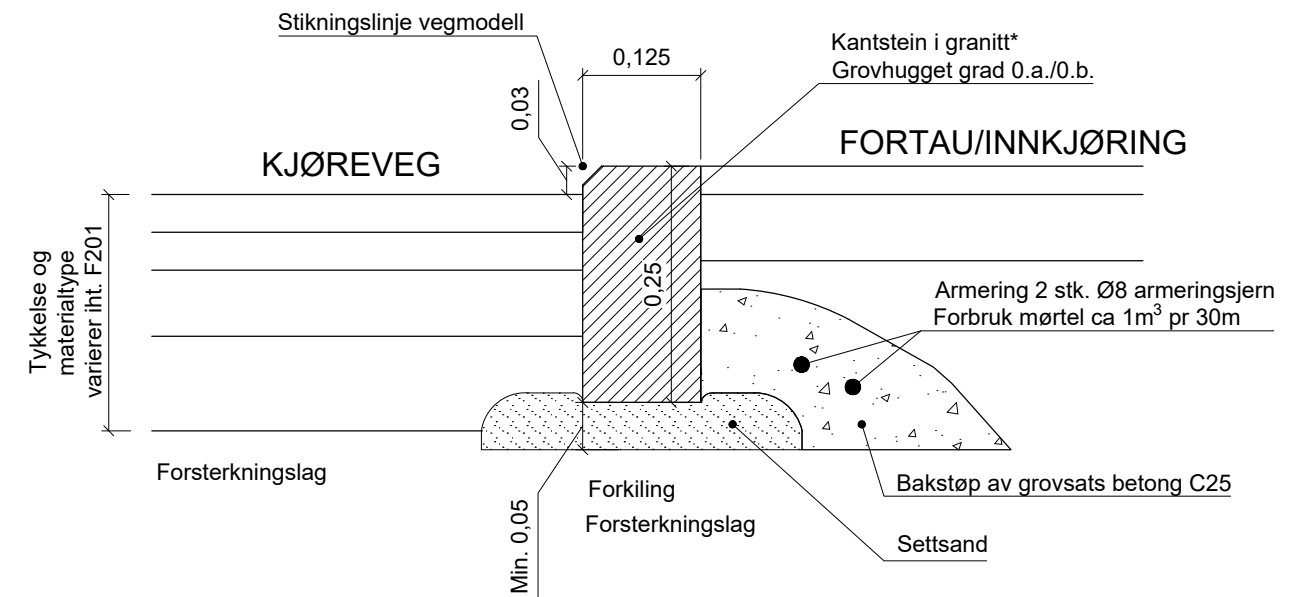 Stikningslinje vegmodell
Kantstein i granitt*
Grovhugget grad 0.a./0.b.
0,125
0,03
KJØREVEG
FORTAU/INNKJØRING
Tykkelse og
materialtype
varierer iht. F201
0,25
Armering 2 stk. Ø8 armeringsjern
Forbruk mørtel ca 1m³ pr 30m
Forsterkningslag
Forkiling
Forsterkningslag
Bakstøp av grovsats betong C25
Settsand
Min. 0,05